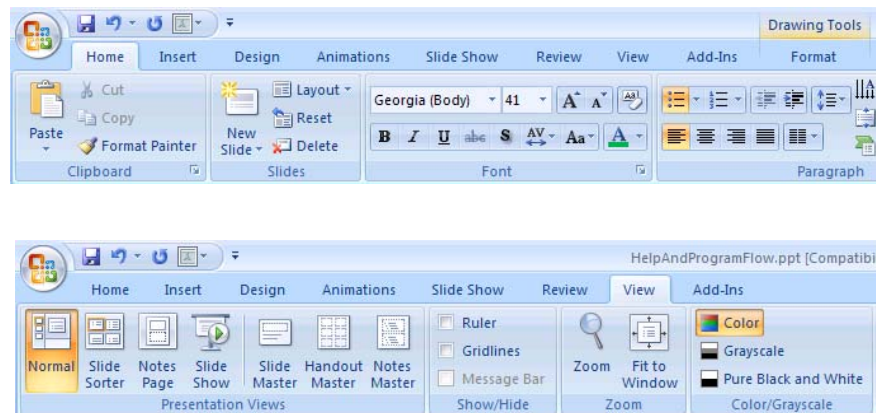 Drawing Tools
Home Insert Design Animations Slide Show Review View Add-Ins Format
Paste
Cut
Copy
Format Painter
Clipboard
New
Slide
Layout
Reset
Delete
Slides
Georgia (Body) 41 A A Aa
B I U abc S AV Aa A
Font
Paragraph
HelpAndProgramFlow.ppt [Compatibi
Home Insert Design Animations Slide Show Review View Add-Ins
Normal
Slide
Sorter
Notes
Page
Slide
Show
Slide
Master
Handout
Master
Notes
Master
Presentation Views
Ruler
Gridlines
Message Bar
Show/Hide
Zoom
Fit to
Window
Zoom
Color
Grayscale
Pure Black and White
Color/Grayscale